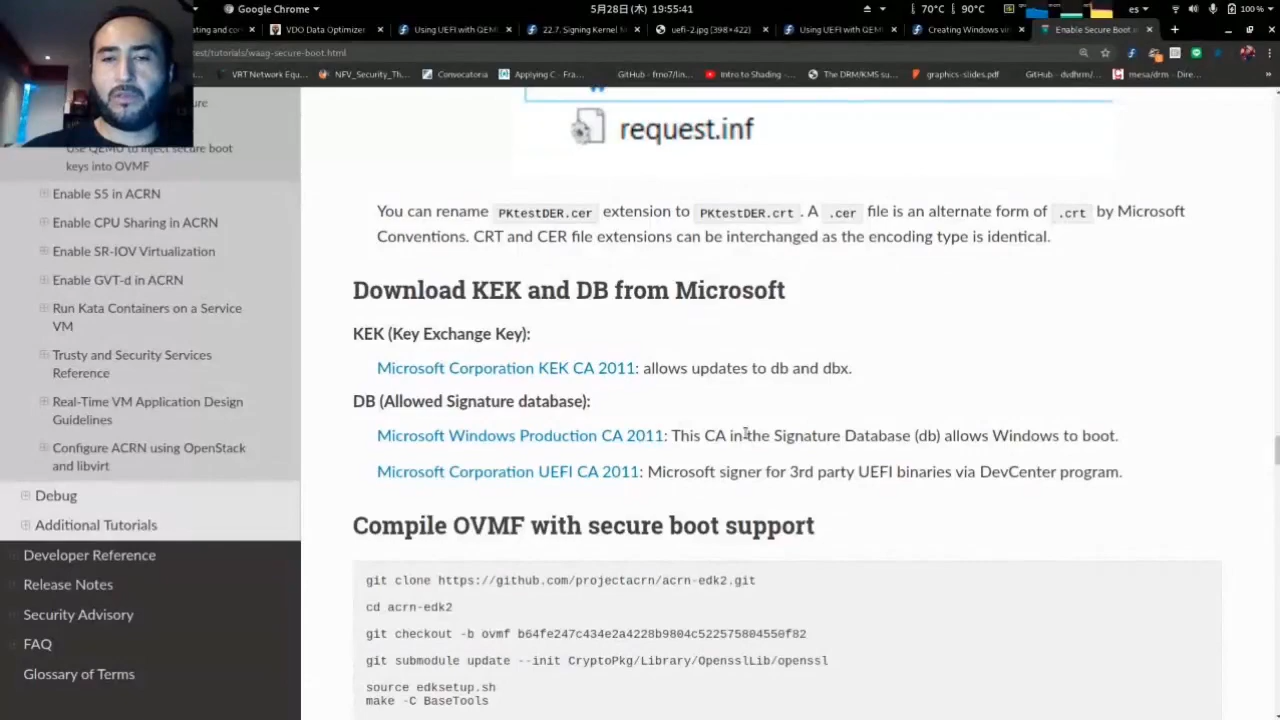 Google Chrome
5月28日(木) 19:55:41
70°C
90°C
es
100%
ting and con
VDO Data Optimizer
Using UEFI with QEM
22.7. Signing Kernel M
uefi-2.jpg (398×422)
Using UEFI with QEM
Creating Windows vi
Enable Secure Boot
est/tutorials/waag-secure-boot.html
VRT Network Equ...
NFV_Security_Th...
Convocatoria
Applying C - Fra...
GitHub - fmo7/lin...
Intro to Shading -...
The DRM/KMS su...
graphics-slides.pdf
GitHub - dvdhrm/d...
mesa/drm — Dire...
Use QEMU to inject secure boot
keys into OVMF
Enable S5 in ACRN
Enable CPU Sharing in ACRN
Enable SR-IOV Virtualization
Enable GVT-d in ACRN
Run Kata Containers on a Service
VM
Trusty and Security Services
Reference
Real-Time VM Application Design
Guidelines
Configure ACRN using OpenStack
and libvirt
Debug
Additional Tutorials
Developer Reference
Release Notes
Security Advisory
FAQ
Glossary of Terms
request.inf
You can rename PKtestDER.cer extension to PKtestDER.crt. A .cer file is an alternate form of .crt by Microsoft
Conventions. CRT and CER file extensions can be interchanged as the encoding type is identical.
Download KEK and DB from Microsoft
KEK (Key Exchange Key):
Microsoft Corporation KEK CA 2011: allows updates to db and dbx.
DB (Allowed Signature database):
Microsoft Windows Production CA 2011: This CA in the Signature Database (db) allows Windows to boot.
Microsoft Corporation UEFI CA 2011: Microsoft signer for 3rd party UEFI binaries via DevCenter program.
Compile OVMF with secure boot support
git clone https://github.com/projectacrn/acrn-edk2.git
cd acrn-edk2
git checkout -b ovmf b64fe247c434e2a4228b9804c522575804550f82
git submodule update --init CryptoPkg/Library/OpensslLib/openssl
source edksetup.sh
make -C BaseTools